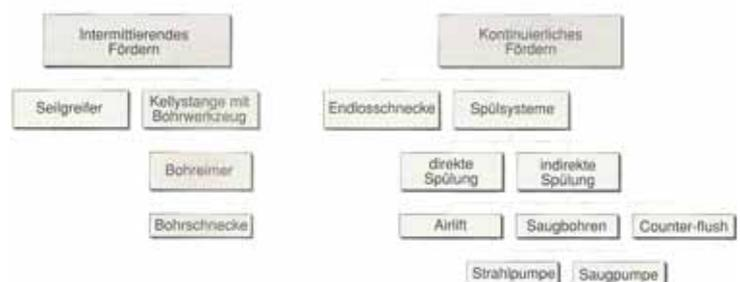 Intermittierendes
Fördern
Kontinuierliches
Fördern
Seilgreifer
Kellystange mit
Bohrwerkzeug
Endlosschnecke
Spülsysteme
Bohreimer
direkte
Spülung
indirekte
Spülung
Bohrschnecke
Airlift
Saugbohren
Counter-flush
Strahlpumpe
Saugpumpe